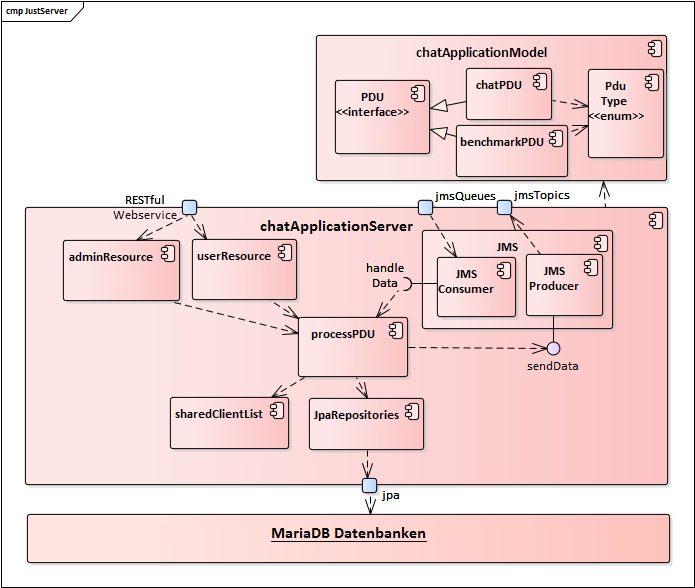 cmp JustServer
chatApplicationModel
PDU
<<interface>>
chatPDU
benchmarkPDU
Pdu
Type
<<enum>>
RESTful
Webservice
jmsQueues
jmsTopics
chatApplicationServer
adminResource
userResource
JMS
handle
Data
JMS
Consumer
JMS
Producer
processPDU
sendData
sharedClientList
JpaRepositories
jpa
MariaDB Datenbanken